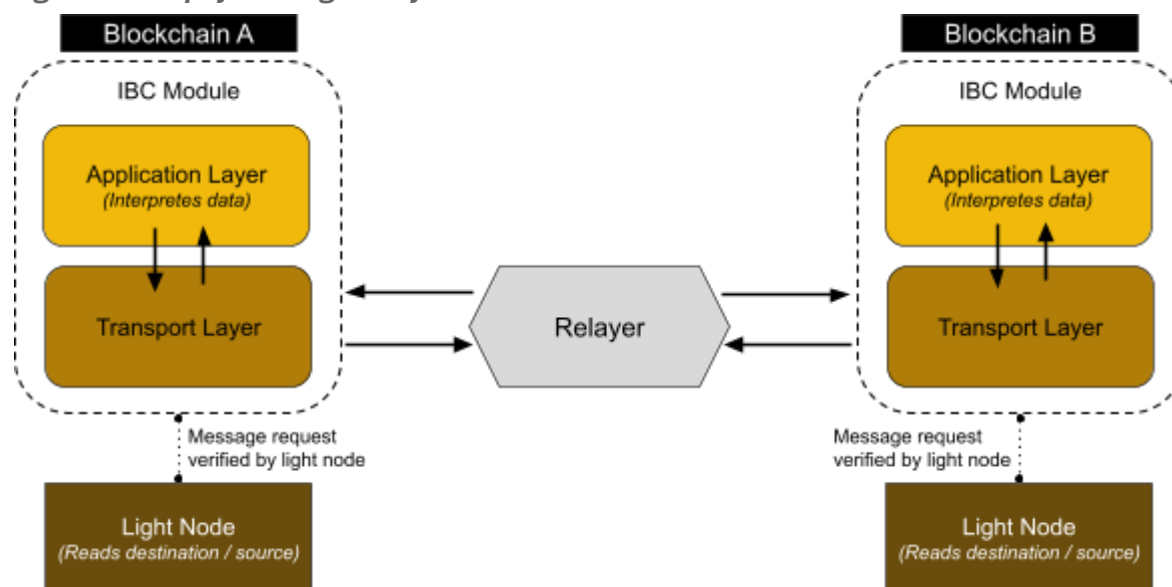 Blockchain A
IBC Module
Application Layer
(Interpretes data)
Transport Layer
Message request
verified by light node
Light Node
(Reads destination / source)
Relayer
Blockchain B
IBC Module
Application Layer
(Interpretes data)
Transport Layer
Message request
verified by light node
Light Node
(Reads destination / source)